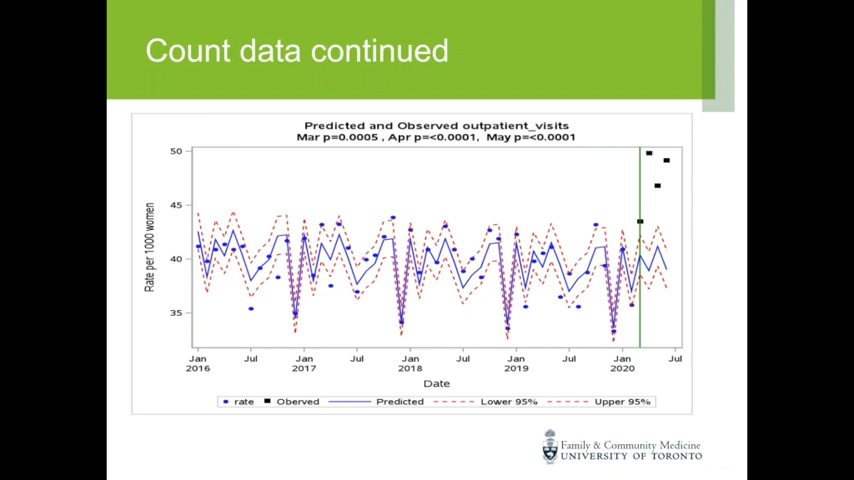 Count data continued
Predicted and Observed outpatient_visits
Mar p=0.0005 , Apr p=<0.0001, May p=<0.0001
Rate per 1000 women
50
45
40
35
Jan Jul Jan Jul Jan Jul Jan Jul Jan Jul
2016 2017 2018 2019 2020
Date
rate Obered Predicted Lower 95% Upper 95%
Family & Community Medicine
UNIVERSITY OF TORONTO